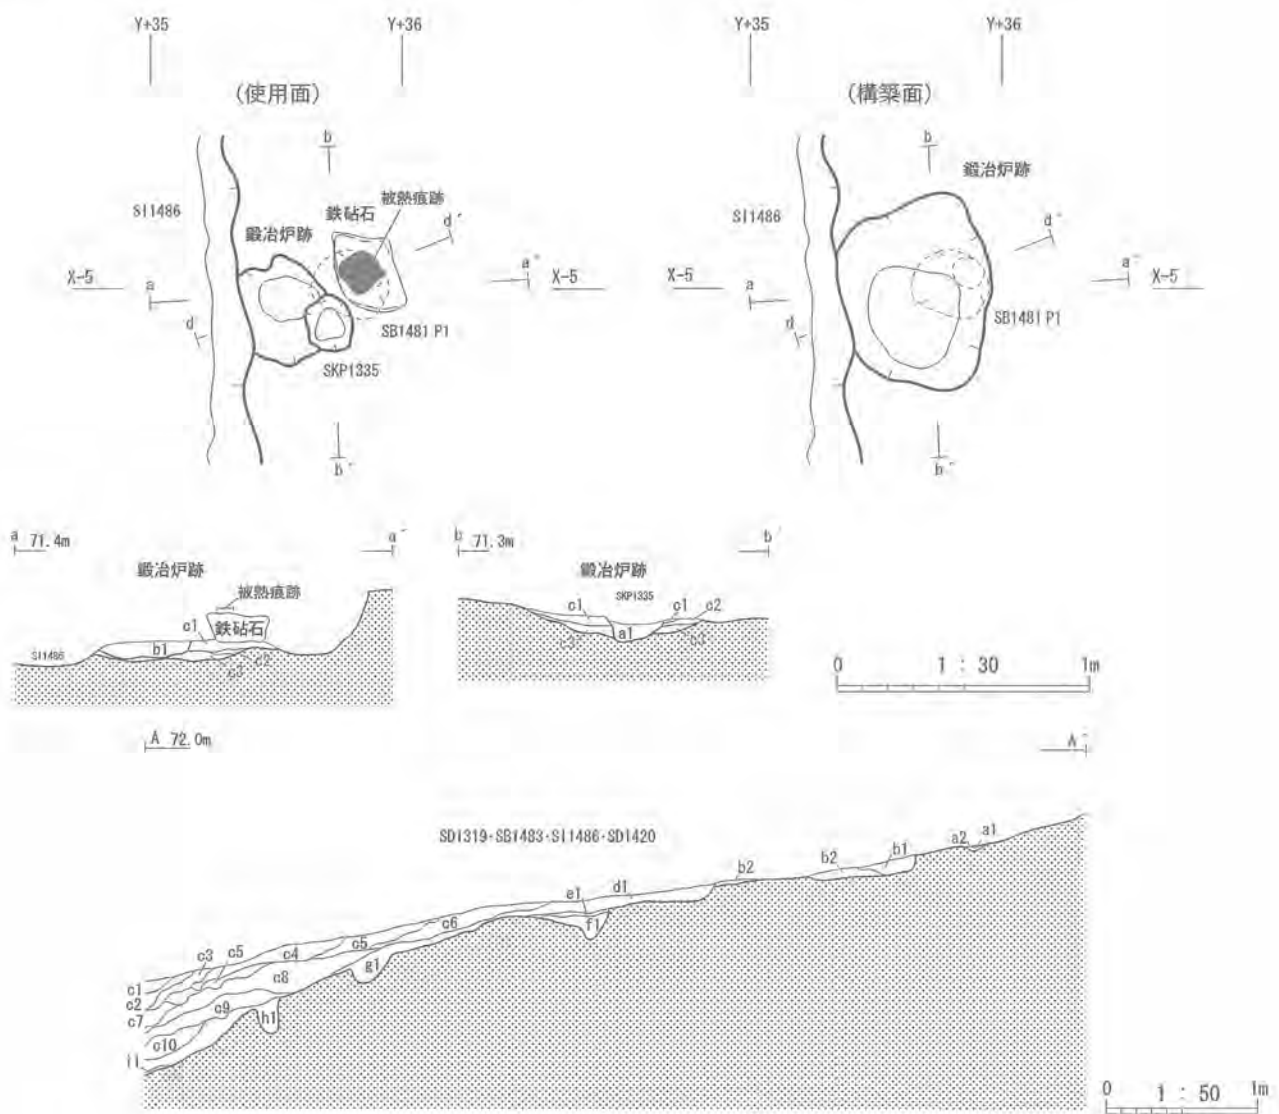 Y+35
Y+36
(使用面)
b
鍛冶炉跡
鉄砧石
被熱痕跡
SI1486
d´
a´
X-5
X-5
a
d
SB1481 P1
SKP1335
b´
Y+35
Y+36
(構築面)
b
鍛冶炉跡
SI1486
d´
a´
X-5
X-5
a
d
SB1481 P1
b´
a 71.4m
a´
鍛冶炉跡
被熱痕跡
c1
鉄砧石
b1
SI1486
c3
c2
b 71.3m
b´
鍛冶炉跡
SKP1335
c1
c1
c2
a1
c3
c3
0 1 : 30 1m
A 72.0m
A´
SD1319・SB1483・SI1486・SD1420
a2
a1
b2
b2
b1
e1
d1
f1
c6
c5
c4
c5
c3
c1
c2
c8
g1
c7
c9
h1
c10
i1
0 1 : 50 1m